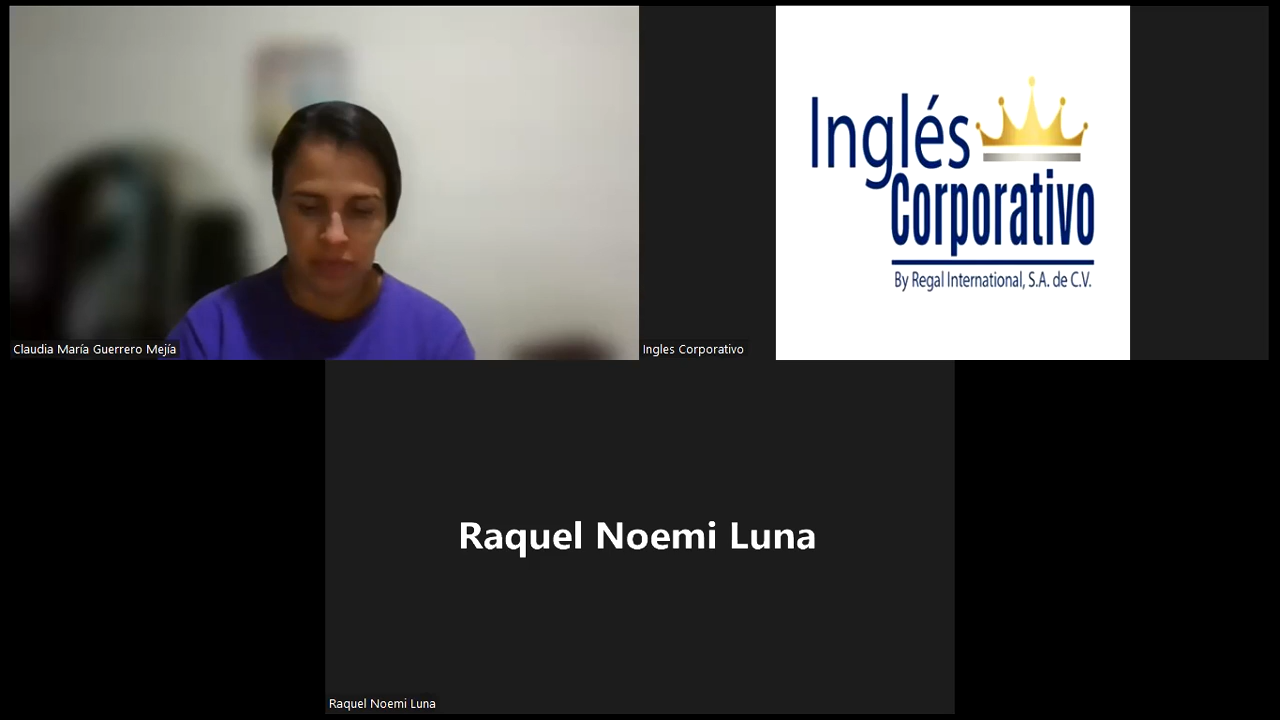 Inglés
Corporativo
By Regal International, S.A. de C.V.
Claudia María Guerrero Mejía
Ingles Corporativo
Raquel Noemi Luna
Raquel Noemi Luna